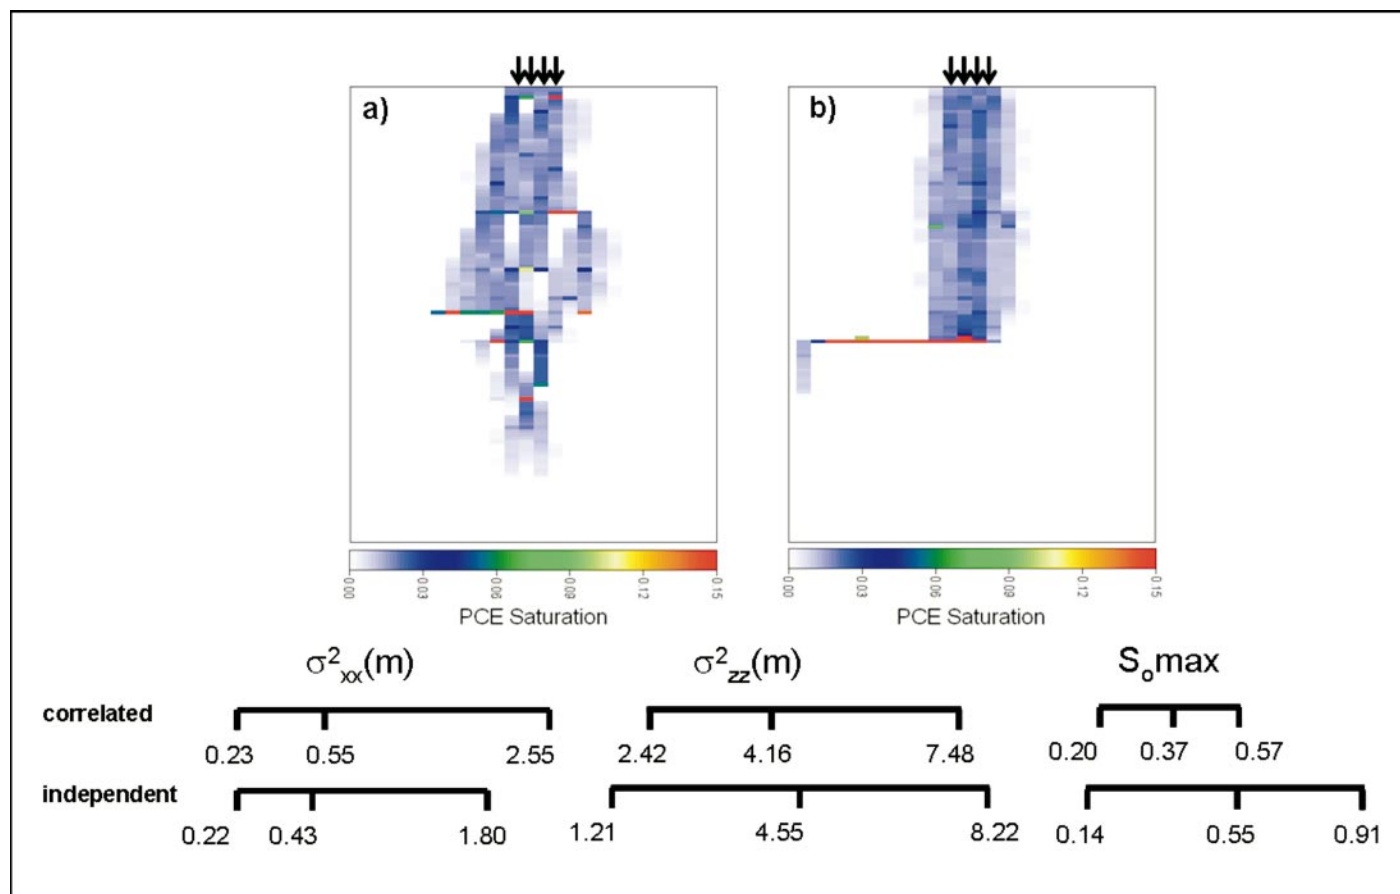 a)
b)
0.00 0.03 0.06 0.09 0.12 0.15
0.00 0.03 0.06 0.09 0.12 0.15
PCE Saturation
PCE Saturation
σ²xx(m)
σ²zz(m)
Sₒmax
correlated
0.23 0.55 2.55
2.42 4.16 7.48
0.20 0.37 0.57
independent
0.22 0.43 1.80
1.21 4.55 8.22
0.14 0.55 0.91